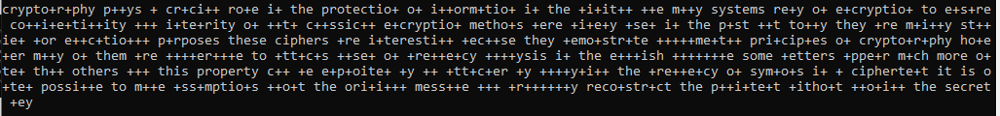 crypto+r+phy p++ys + cr+ci++ ro+e i+ the protectio+ o+ i++orm+tio+ i+ the +i+it++ ++e m++y systems re+y o+ e+cryptio+ to e+s+re
 co++i+e+ti++ity +++ i+te+rity o+ ++t+ c++ssic++ e+cryptio+ metho+s +ere +i+e+y +se+ i+ the p+st ++t to++y they +re m+i++y st++
ie+ +or e++c+tio+++ p+rposes these ciphers +re i+teresti++ +ec++se they +emo+str+te +++++me+t++ pri+cip+es o+ crypto+r+phy ho+e
+er m++y o+ them +re ++++er+++e to +tt+c+s ++se+ o+ +re++e+cy ++++ysis i+ the e+++ish +++++++e some +etters +ppe+r m+ch more o+
te+ th++ others +++ this property c++ +e e+p+oite+ +y ++ +tt+c+er +y ++++y+i++ the +re++e+cy o+ sym+o+s i+ + cipherte+t it is o
+te+ possi++e to m++e +ss+mptio+s ++o+t the ori+i+++ mess++e +++ +r++++++y reco+str+ct the p++i+te+t +itho+t ++o+i++ the secret
 +ey